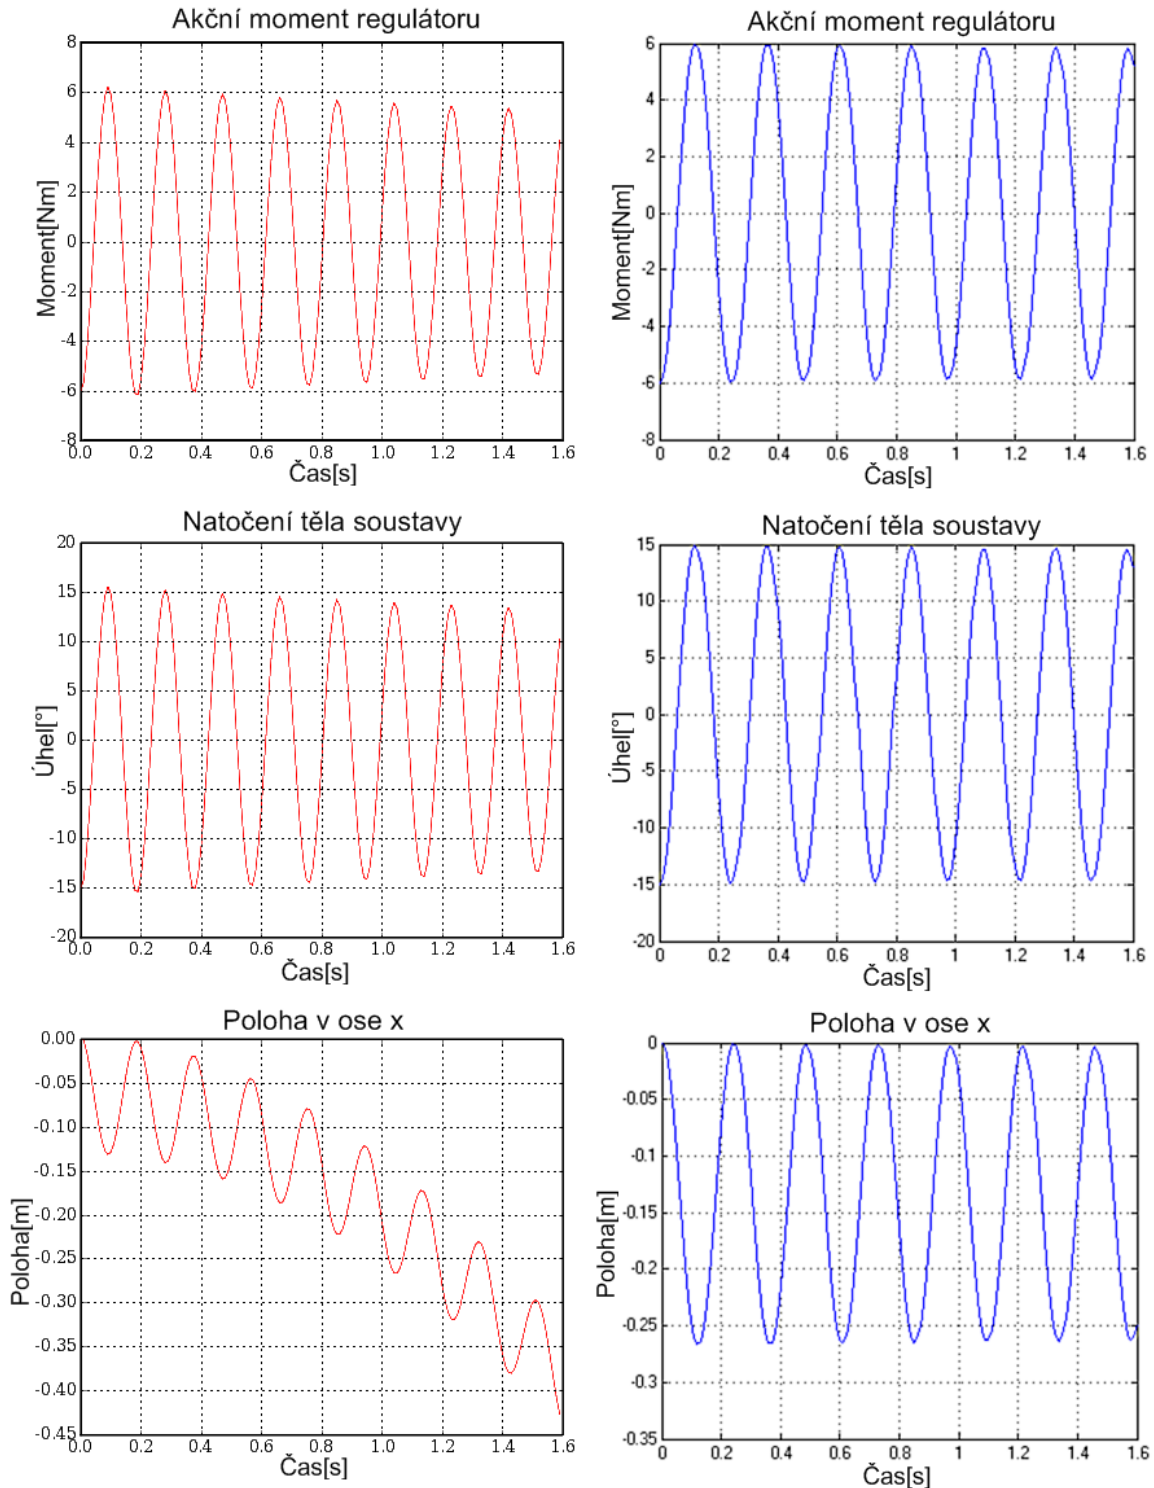 Akční moment regulátoru
8
6
4
2
0
-2
-4
-6
-8
Moment[Nm]
0.0 0.2 0.4 0.6 0.8 1.0 1.2 1.4 1.6
Čas[s]
Akční moment regulátoru
6
4
2
0
-2
-4
-6
-8
Moment[Nm]
0 0.2 0.4 0.6 0.8 1 1.2 1.4 1.6
Čas[s]
Natočení těla soustavy
20
15
10
5
0
-5
-10
-15
-20
Úhel[°]
0.0 0.2 0.4 0.6 0.8 1.0 1.2 1.4 1.6
Čas[s]
Natočení těla soustavy
15
10
5
0
-5
-10
-15
-20
Úhel[°]
0 0.2 0.4 0.6 0.8 1 1.2 1.4 1.6
Čas[s]
Poloha v ose x
0.00
-0.05
-0.10
-0.15
-0.20
-0.25
-0.30
-0.35
-0.40
-0.45
Poloha[m]
0.0 0.2 0.4 0.6 0.8 1.0 1.2 1.4 1.6
Čas[s]
Poloha v ose x
0
-0.05
-0.1
-0.15
-0.2
-0.25
-0.3
-0.35
Poloha[m]
0 0.2 0.4 0.6 0.8 1 1.2 1.4 1.6
Čas[s]